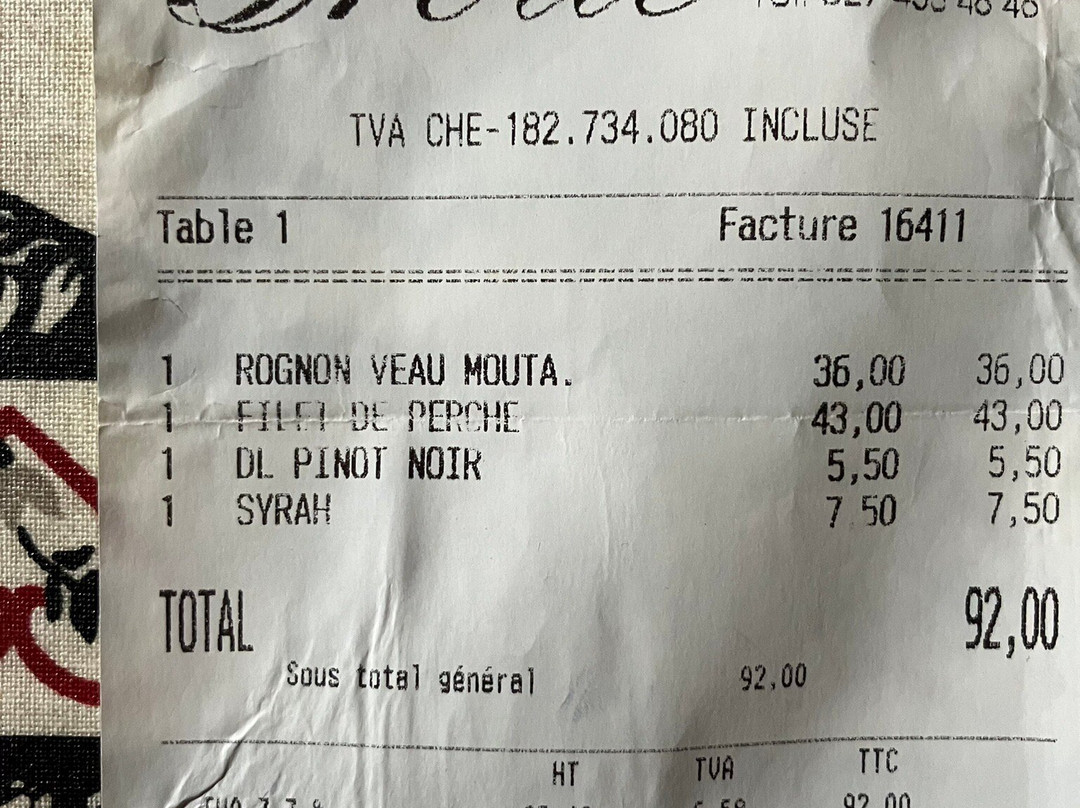 TVA CHE-182.734.080 INCLUSE
Table 1 Facture 16411
1 ROGNON VEAU MOUTA. 36,00 36,00
1 FILET DE PERCHE 43,00 43,00
1 DL PINOT NOIR 5,50 5,50
1 SYRAH 7 50 7,50
TOTAL 92,00
Sous total général 92,00
HT TVA TTC
92,00